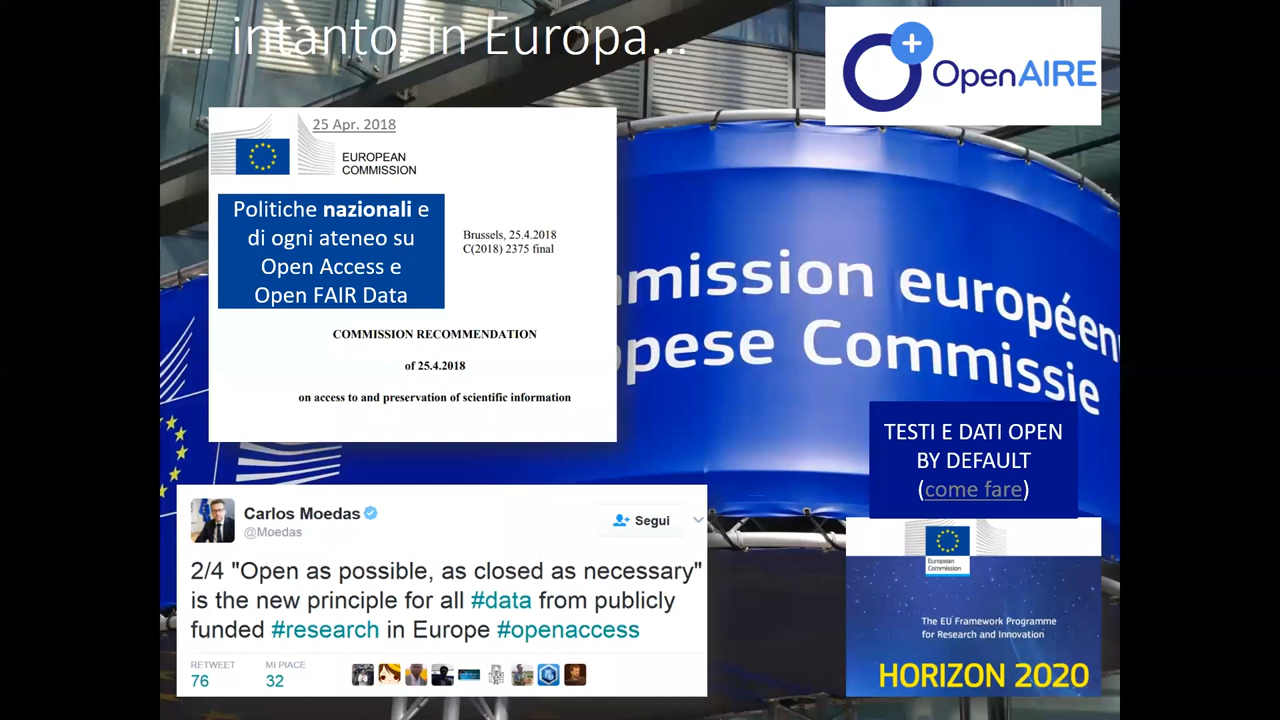 ... intanto, in Europa...
OpenAIRE
25 Apr. 2018
EUROPEAN
COMMISSION
Politiche nazionali e
di ogni ateneo su
Open Access e
Open FAIR Data
Brussels, 25.4.2018
C(2018) 2375 final
COMMISSION RECOMMENDATION
of 25.4.2018
on access to and preservation of scientific information
mmission européen
opese Commissie
TESTI E DATI OPEN
BY DEFAULT
(come fare)
Carlos Moedas
@Moedas
Segui
2/4 "Open as possible, as closed as necessary"
is the new principle for all #data from publicly
funded #research in Europe #openaccess
RETWEET MI PIACE
76 32
European
Commission
The EU Framework Programme
for Research and Innovation
HORIZON 2020